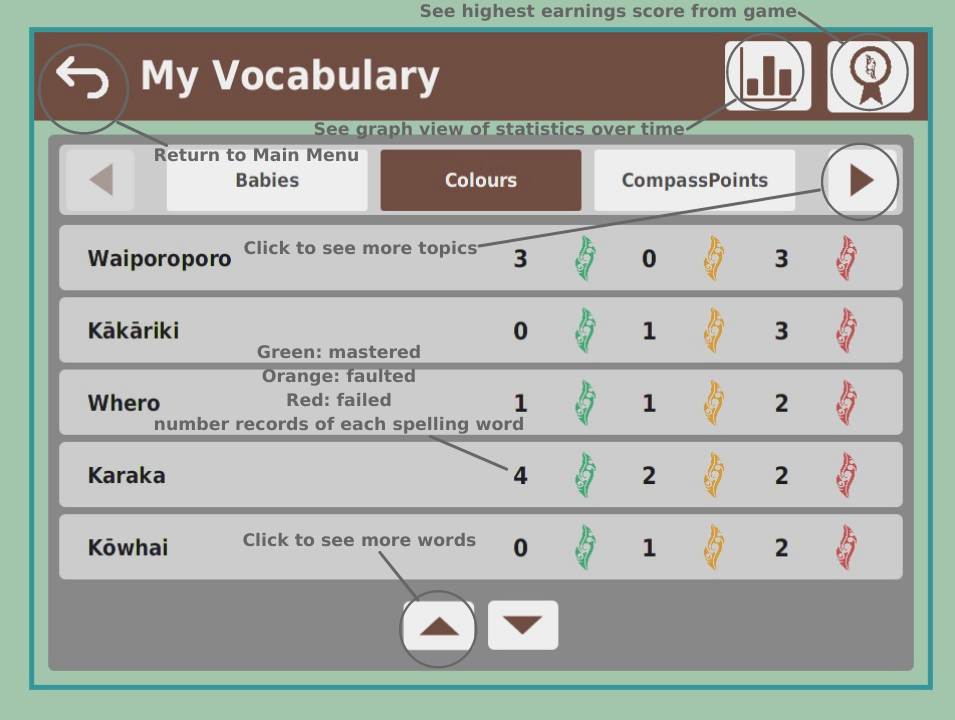 See highest earnings score from game
My Vocabulary
See graph view of statistics over time
Return to Main Menu
Babies
Colours
CompassPoints
Click to see more topics
Waiporoporo 3 0 3
Kākāriki 0 1 3
Green: mastered
Orange: faulted
Red: failed
number records of each spelling word
Whero 1 1 2
Karaka 4 2 2
Click to see more words
Kōwhai 0 1 2